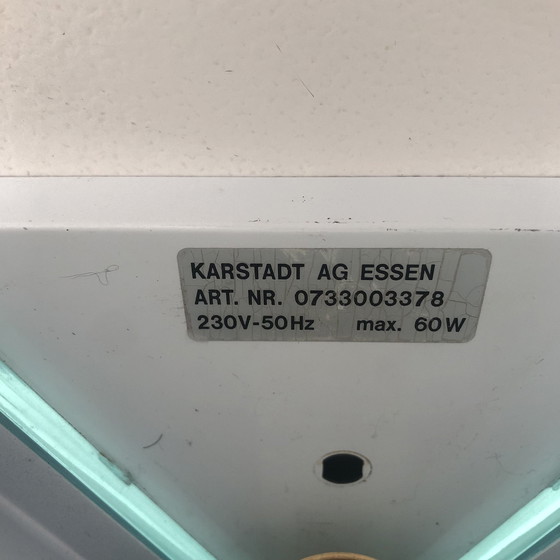 KARSTADT AG ESSEN
ART. NR. 0733003378
230V-50Hz max. 60W